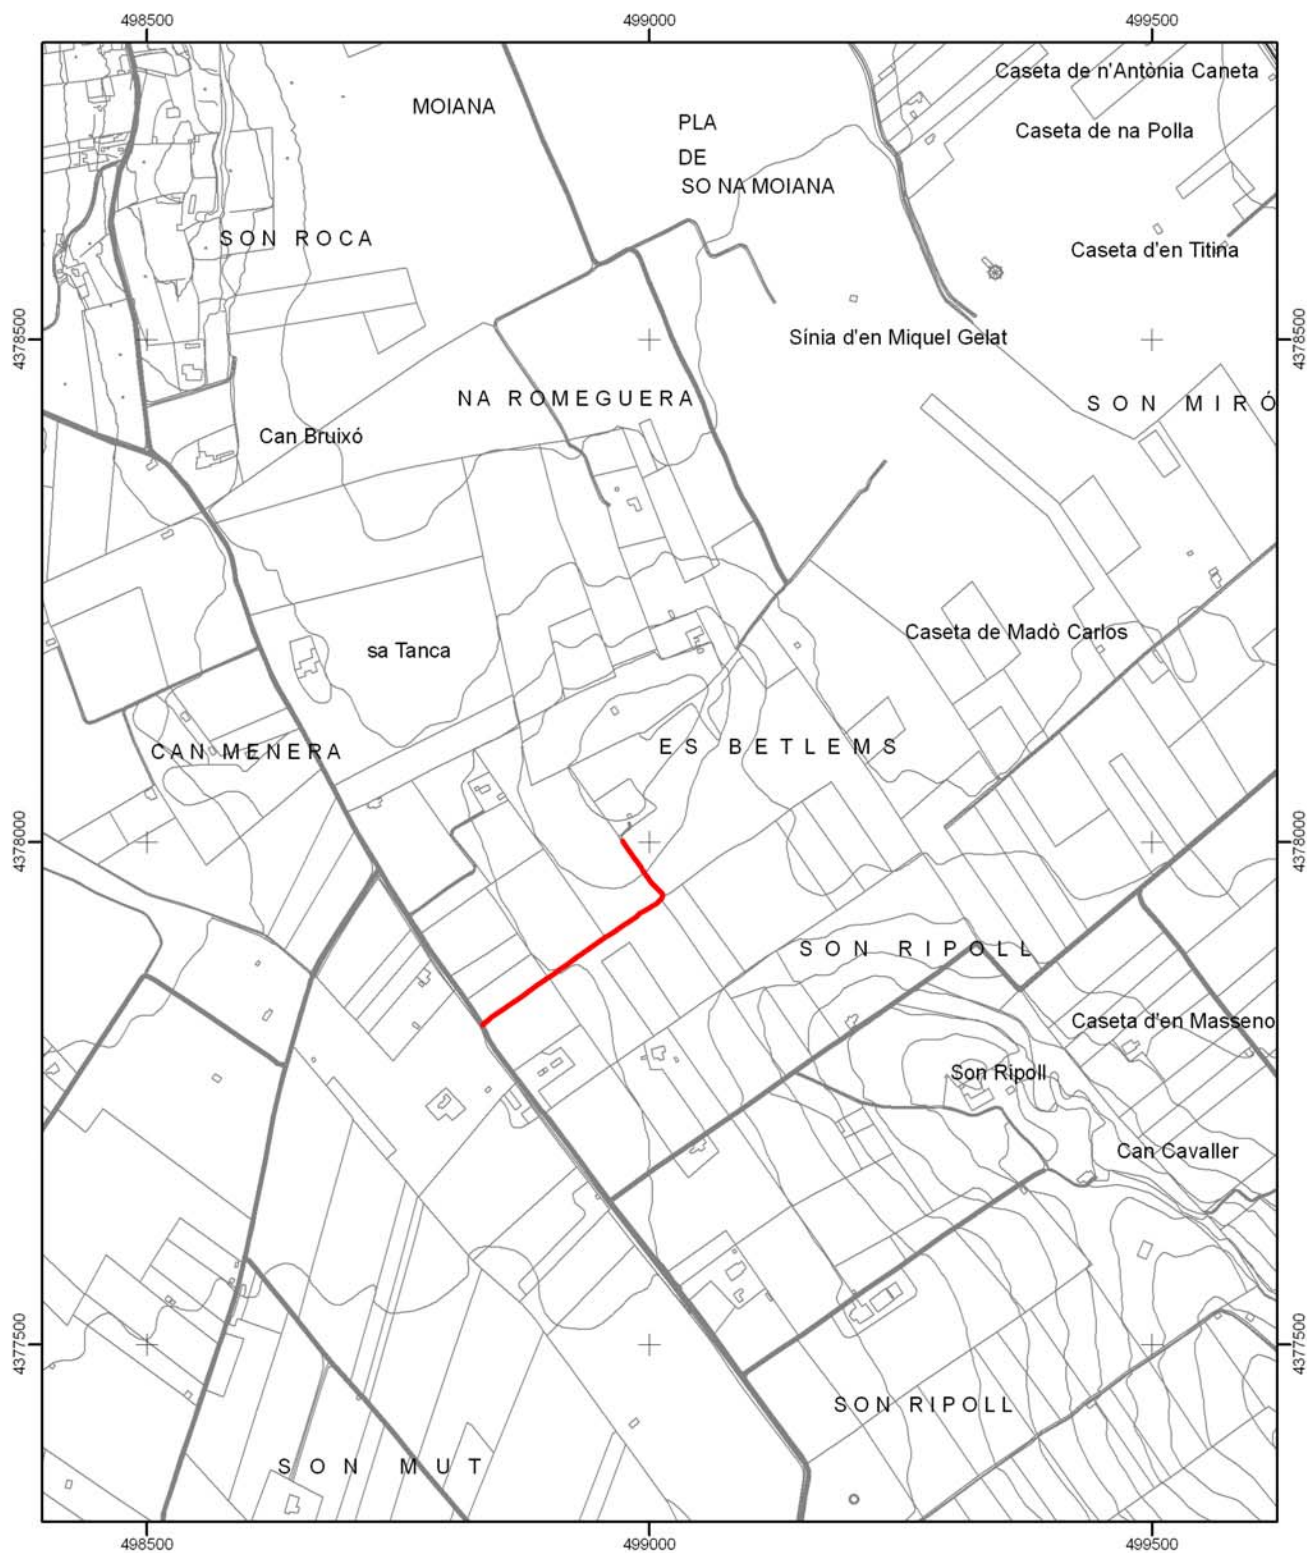 498500
499000
499500
Caseta de n'Antònia Caneta
MOIANA
PLA
DE
SO NA MOIANA
Caseta de na Polla
SON ROCA
Caseta d'en Titina
4378500
Sínia d'en Miquel Gelat
4378500
NA ROMEGUERA
SON MIRÓ
Can Bruixó
Caseta de Madò Carlos
sa Tanca
ES BETLEMS
CAN MENERA
4378000
4378000
SON RIPOLL
Caseta d'en Masseno
Son Ripoll
Can Cavaller
4377500
4377500
SON RIPOLL
SON MUT
498500
499000
499500